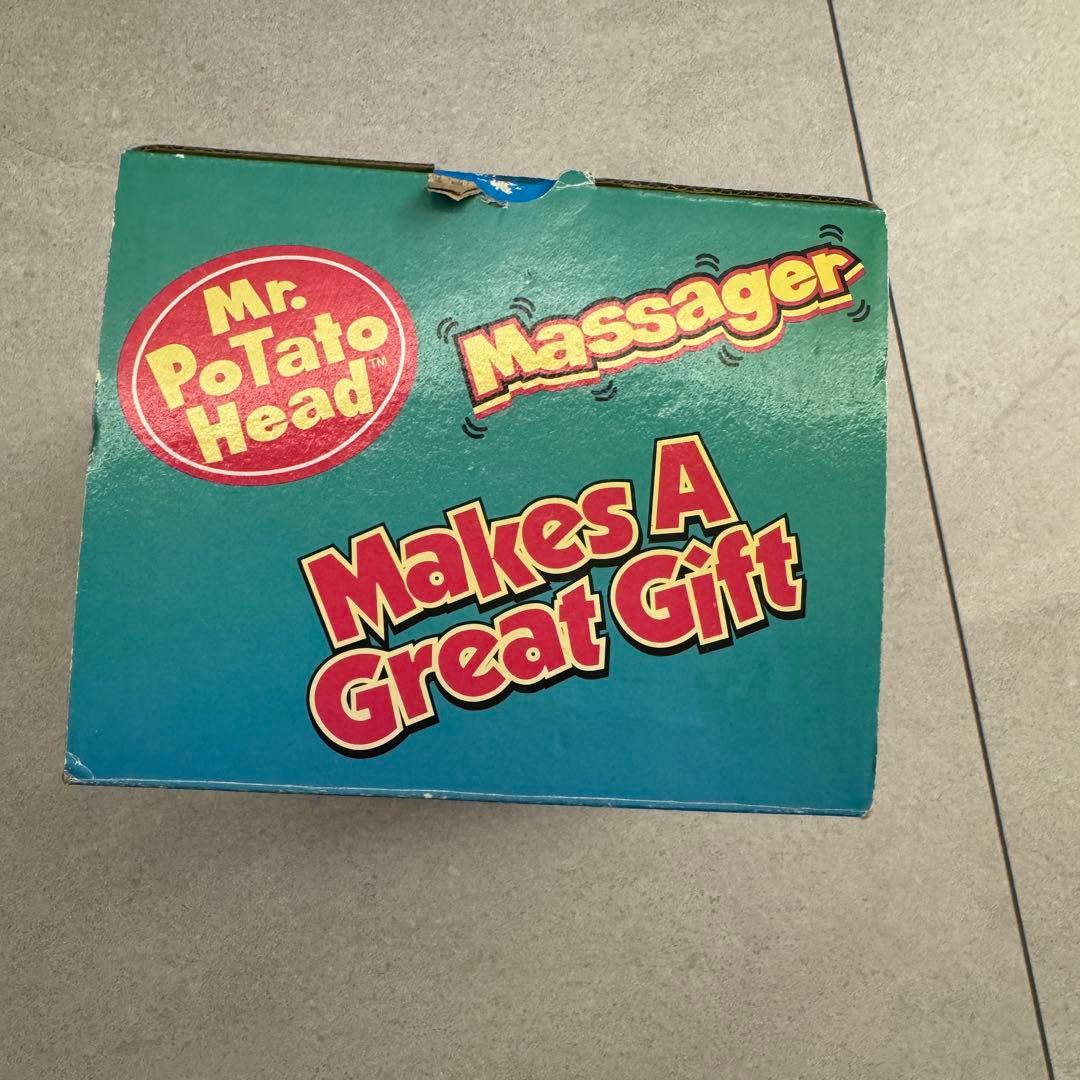 Mr.
PoTaTo
Head™
Massager
Makes A
Great Gift